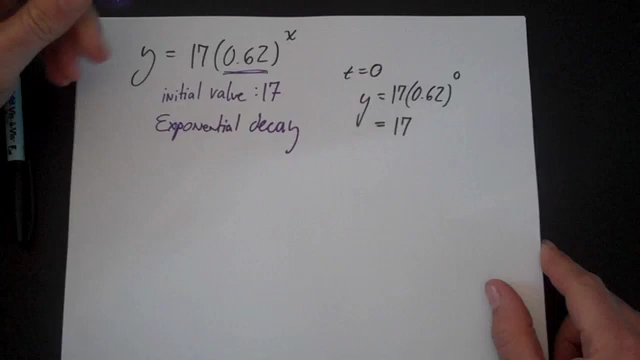 y = 17(0.62)^x
initial value : 17
Exponential decay
t = 0
y = 17(0.62)^0
= 17